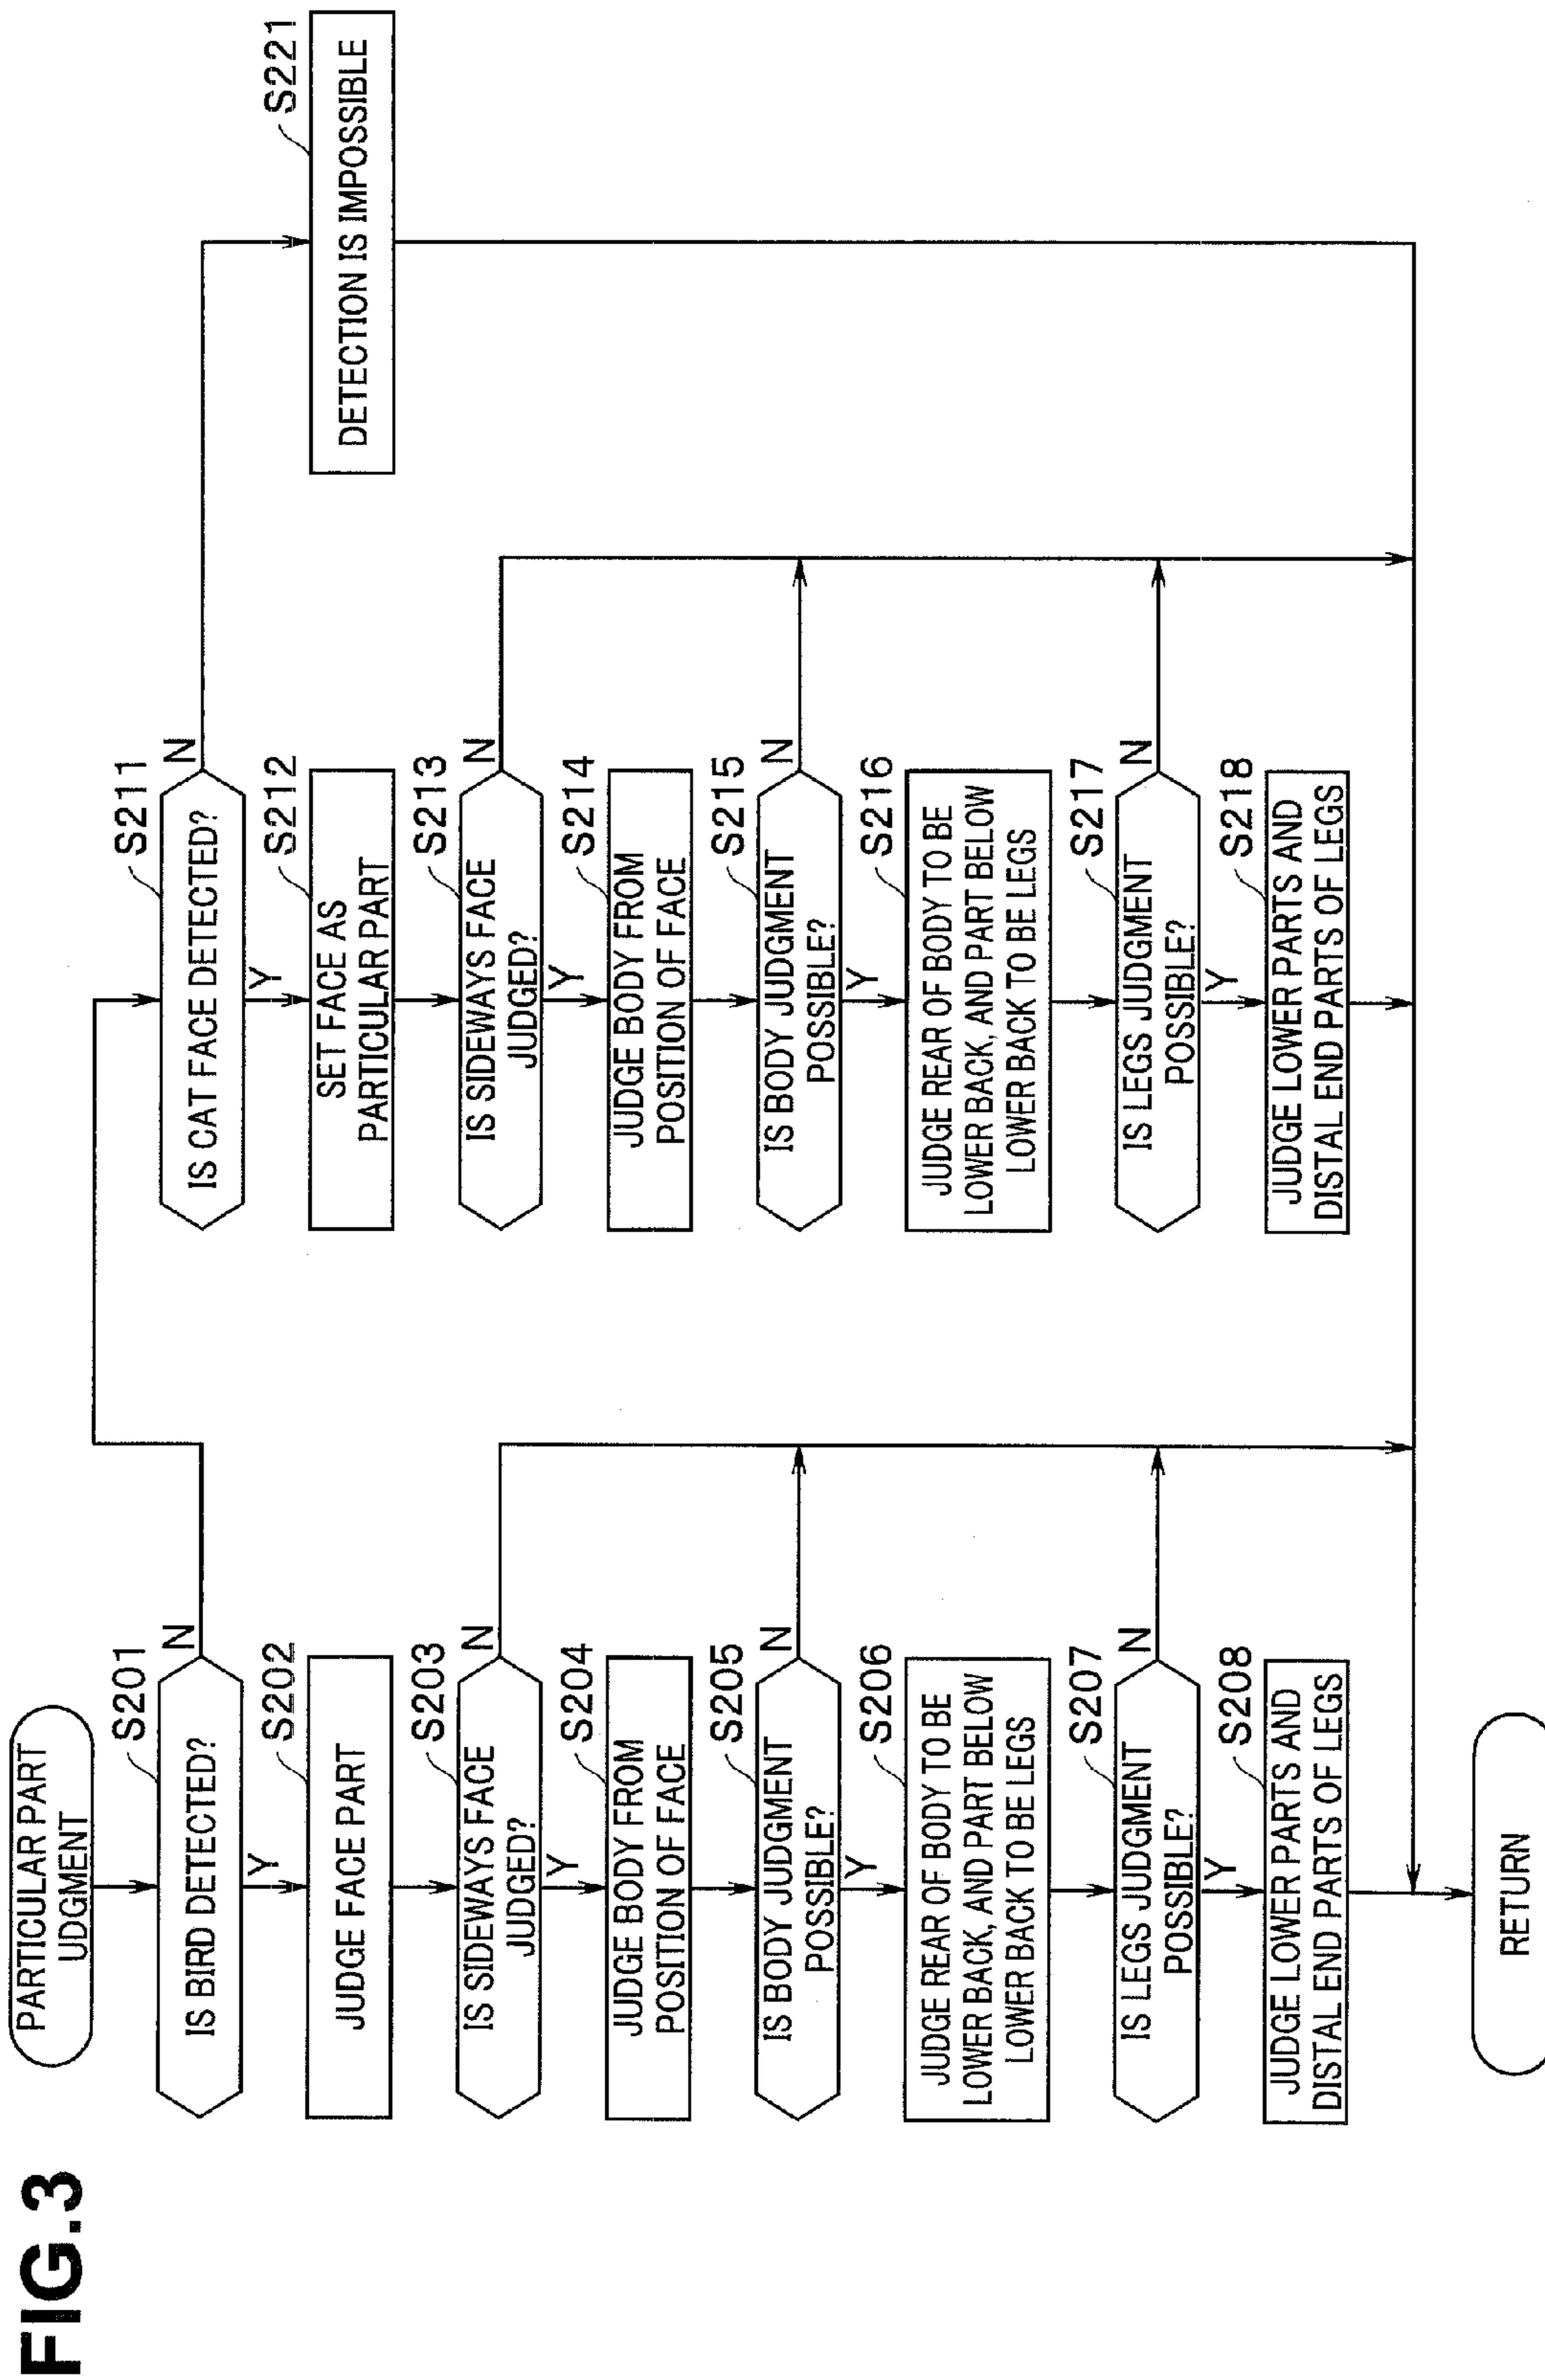 FIG.3
PARTICULAR PART
UDGMENT
S201
IS BIRD DETECTED?
N
Y
S202
JUDGE FACE PART
S203
IS SIDEWAYS FACE
JUDGED?
N
Y
S204
JUDGE BODY FROM
POSITION OF FACE
S205
IS BODY JUDGMENT
POSSIBLE?
N
Y
S206
JUDGE REAR OF BODY TO BE
LOWER BACK, AND PART BELOW
LOWER BACK TO BE LEGS
S207
IS LEGS JUDGMENT
POSSIBLE?
N
Y
S208
JUDGE LOWER PARTS AND
DISTAL END PARTS OF LEGS
RETURN
S211
IS CAT FACE DETECTED?
N
Y
S212
SET FACE AS
PARTICULAR PART
S213
IS SIDEWAYS FACE
JUDGED?
N
Y
S214
JUDGE BODY FROM
POSITION OF FACE
S215
IS BODY JUDGMENT
POSSIBLE?
N
Y
S216
JUDGE REAR OF BODY TO BE
LOWER BACK, AND PART BELOW
LOWER BACK TO BE LEGS
S217
IS LEGS JUDGMENT
POSSIBLE?
N
Y
S218
JUDGE LOWER PARTS AND
DISTAL END PARTS OF LEGS
S221
DETECTION IS IMPOSSIBLE